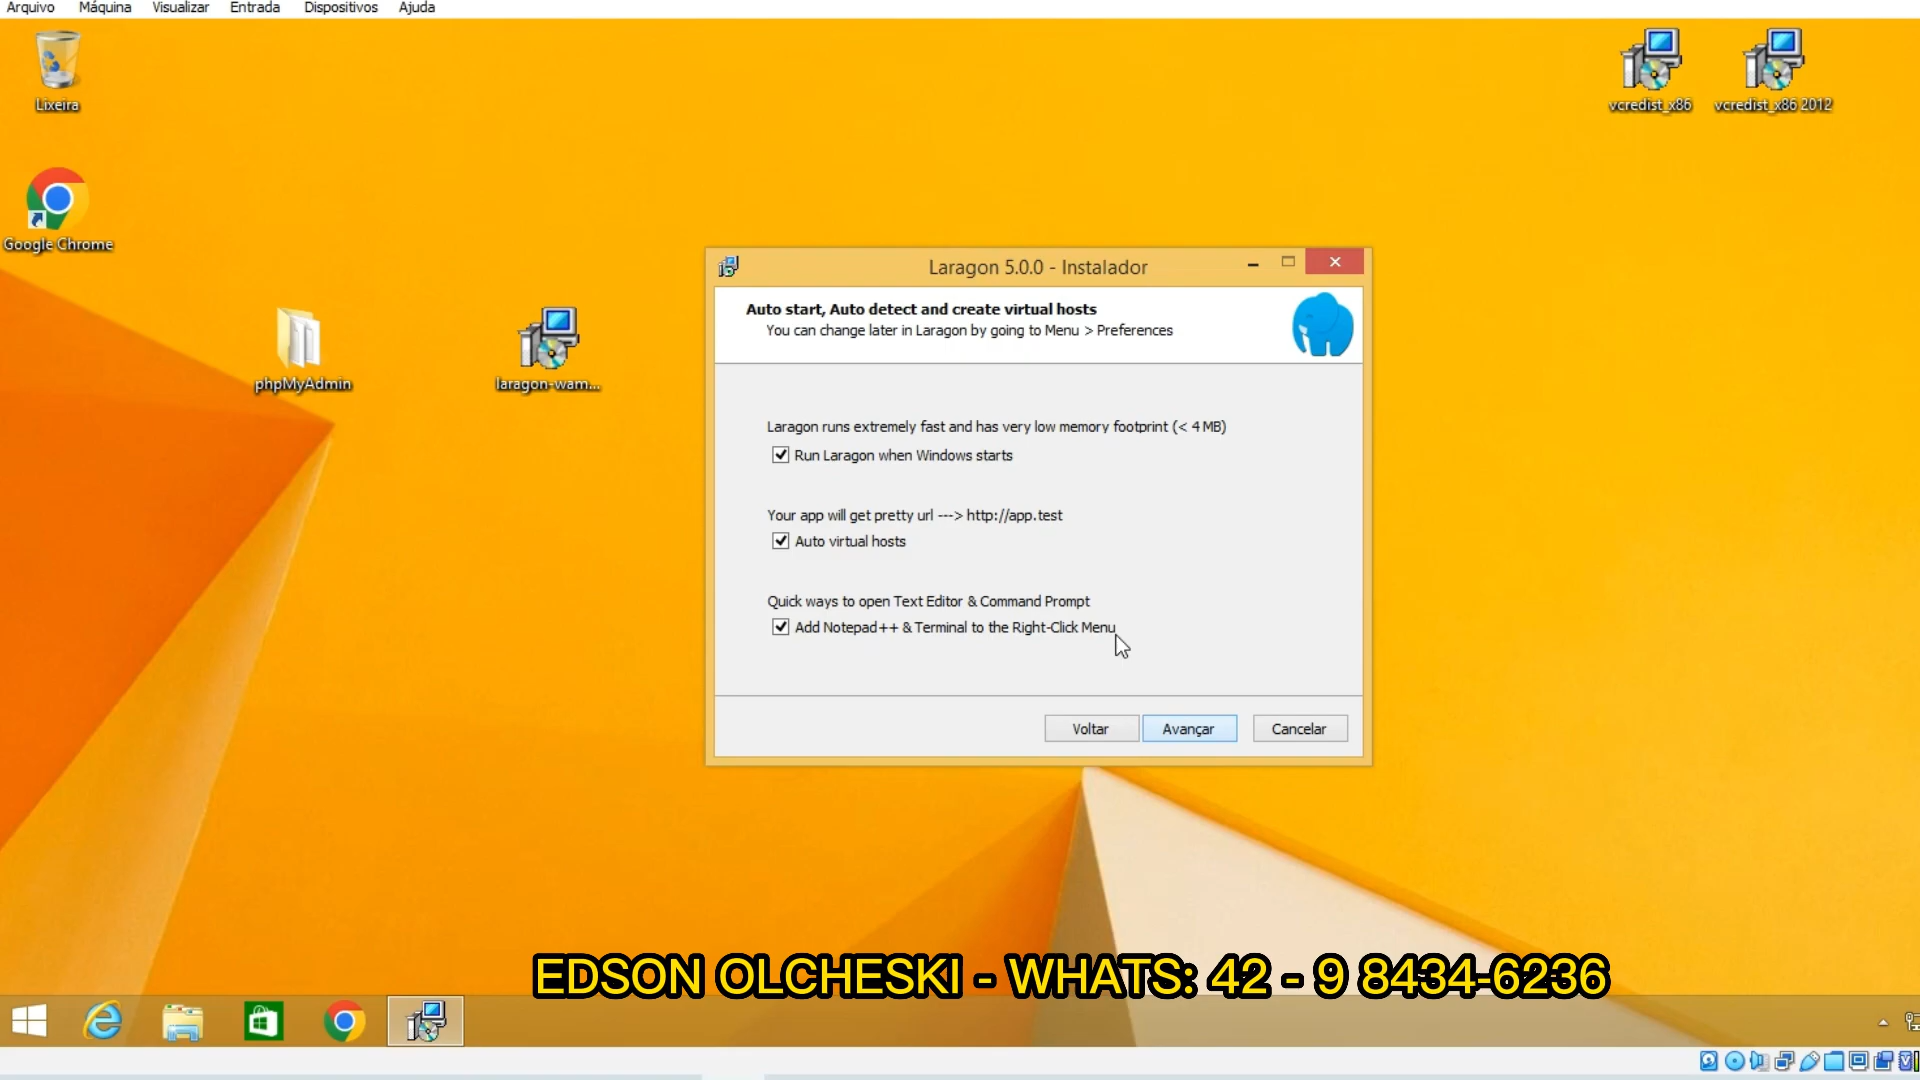 Arquivo Máquina Visualizar Entrada Dispositivos Ajuda
Lixeira
vcredist_x86
vcredist_x86 2012
Google Chrome
phpMyAdmin
laragon-wam...
Laragon 5.0.0 - Instalador
Auto start, Auto detect and create virtual hosts
You can change later in Laragon by going to Menu > Preferences
Laragon runs extremely fast and has very low memory footprint (< 4 MB)
Run Laragon when Windows starts
Your app will get pretty url ---> http://app.test
Auto virtual hosts
Quick ways to open Text Editor & Command Prompt
Add Notepad++ & Terminal to the Right-Click Menu
Voltar Avançar Cancelar
EDSON OLCHESKI - WHATS: 42 - 9 8434-6236